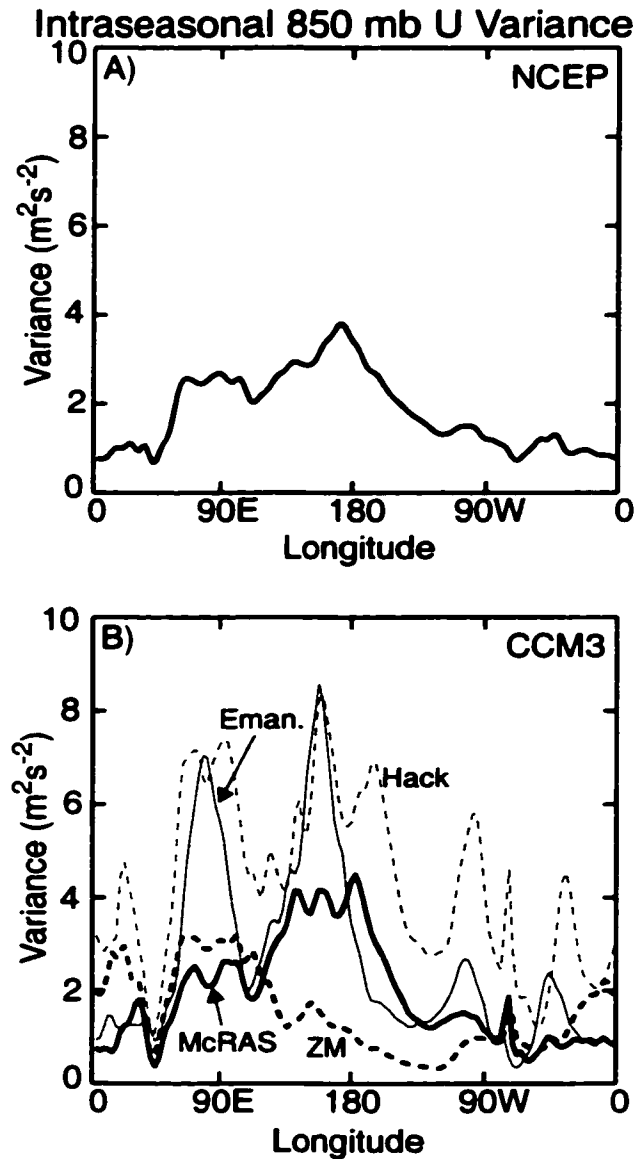 Intraseasonal 850 mb U Variance
A)
NCEP
10
8
6
4
2
0
Variance (m²s⁻²)
0 90E 180 90W 0
Longitude
B)
CCM3
10
8
6
4
2
0
Variance (m²s⁻²)
Eman.
Hack
McRAS
ZM
0 90E 180 90W 0
Longitude